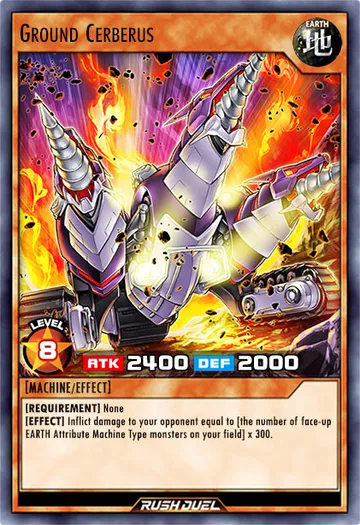 GROUND CERBERUS
EARTH
地
LEVEL
8
ATK 2400 DEF 2000
[MACHINE/EFFECT]
[REQUIREMENT] None
[EFFECT] Inflict damage to your opponent equal to [the number of face-up
EARTH Attribute Machine Type monsters on your field] x 300.
RUSH DUEL